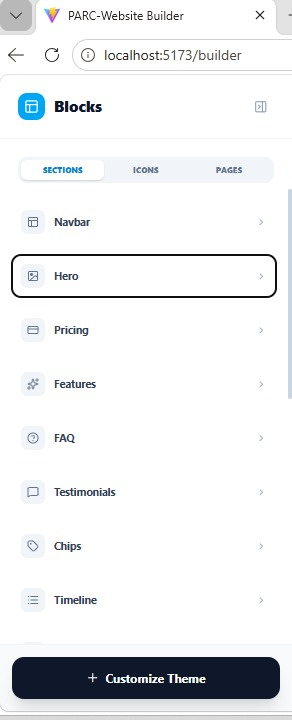 PARC-Website Builder
localhost:5173/builder
Blocks
SECTIONS ICONS PAGES
Navbar
Hero
Pricing
Features
FAQ
Testimonials
Chips
Timeline
+ Customize Theme